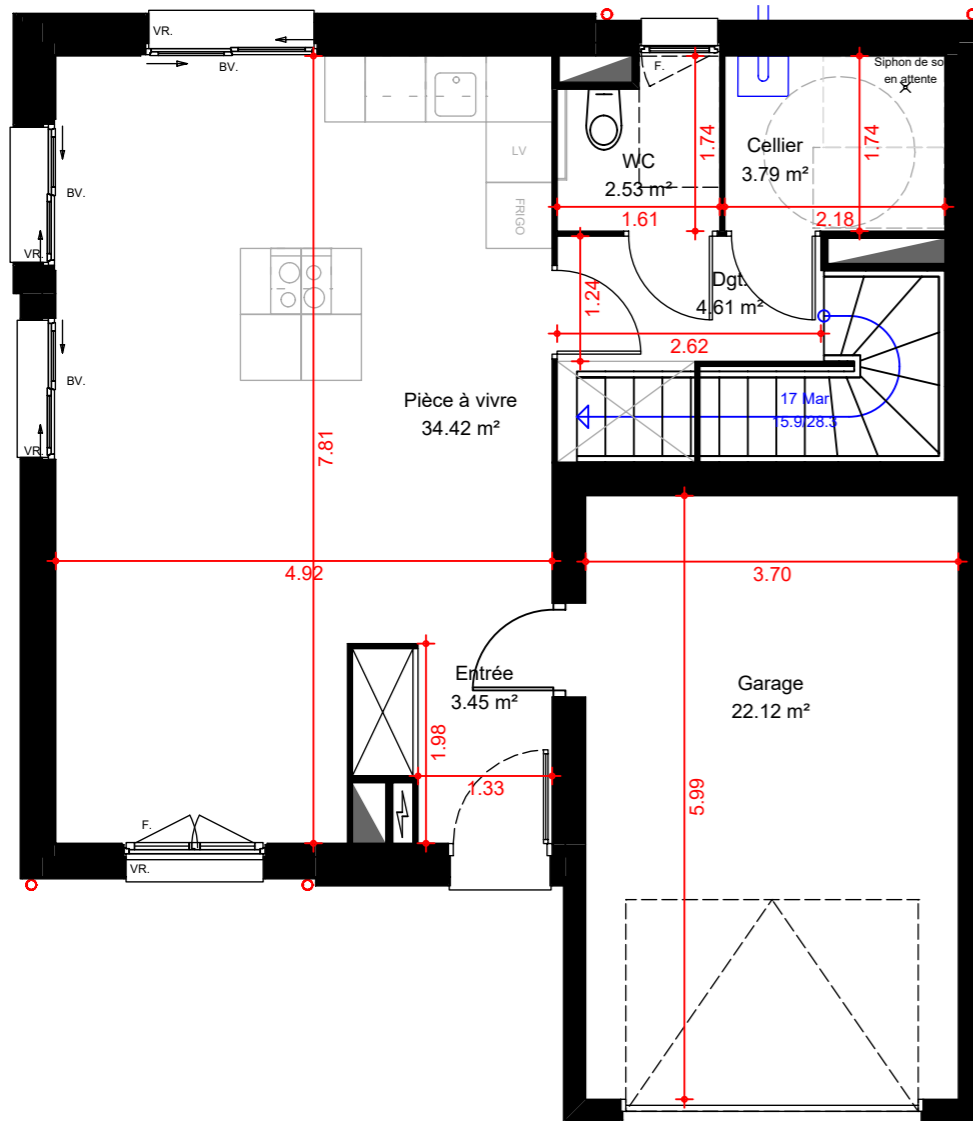 VR.
BV.
F.
Siphon de so
en attente
LV
FRIGO
WC
2.53 m²
1.74
Cellier
3.79 m²
1.74
1.61
2.18
BV.
VR.
Dgt.
4.61 m²
1.24
2.62
BV.
VR.
Pièce à vivre
34.42 m²
17 Mar
15.9/28.3
7.81
4.92
3.70
Entrée
3.45 m²
1.98
1.33
Garage
22.12 m²
5.99
F.
VR.